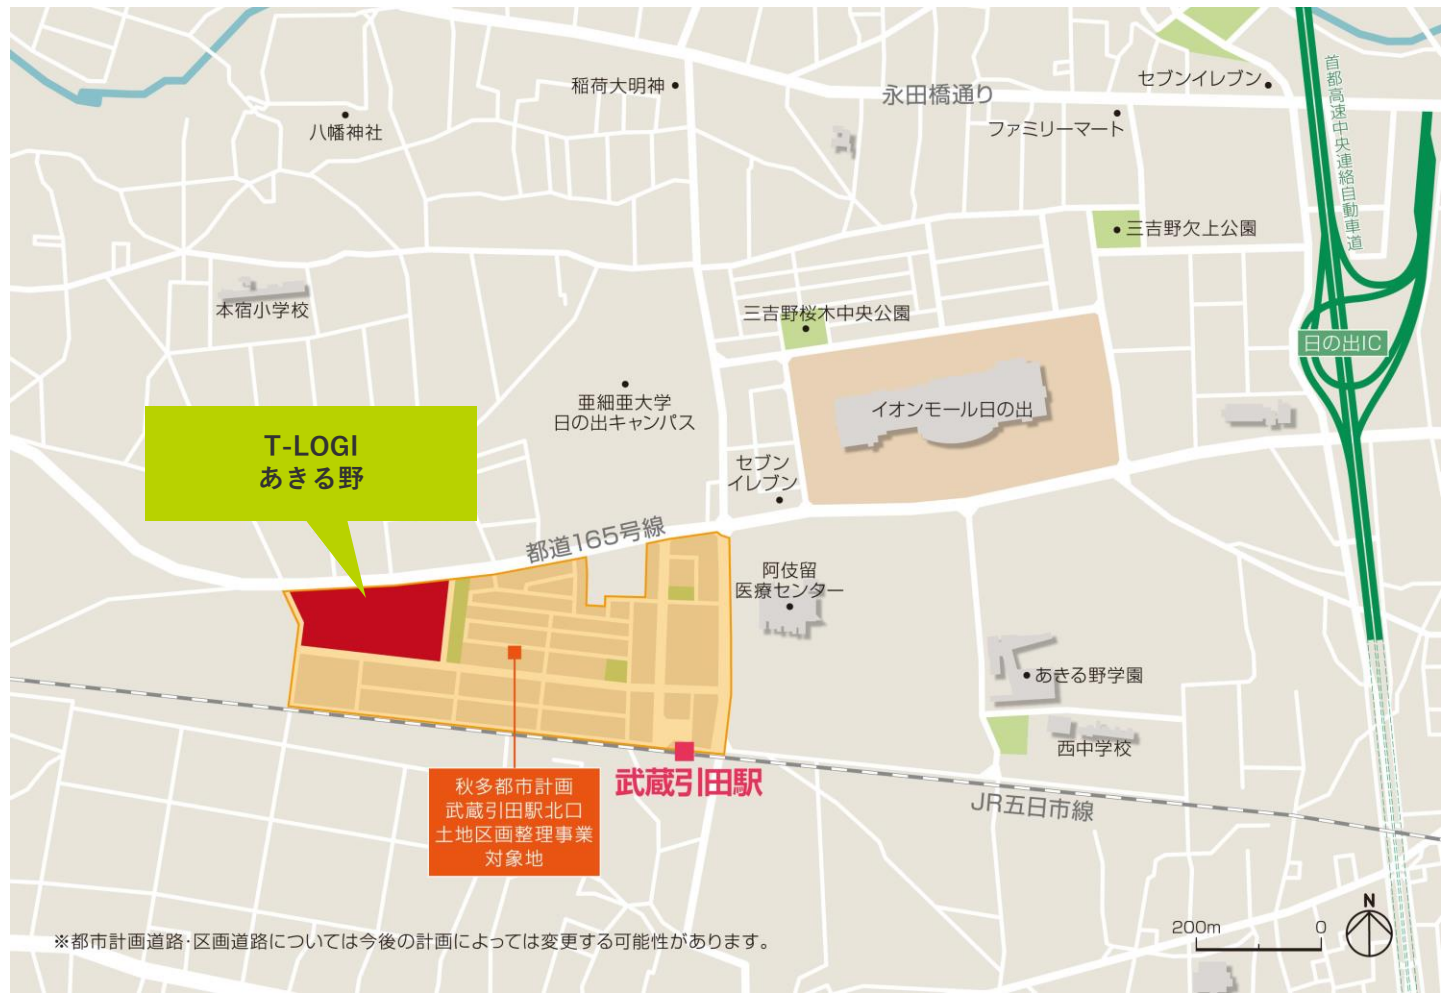 稲荷大明神
永田橋通り
セブンイレブン
首都高速中央連絡自動車道
八幡神社
ファミリーマート
三吉野欠上公園
本宿小学校
三吉野桜木中央公園
日の出IC
亜細亜大学
日の出キャンパス
イオンモール日の出
T-LOGI
あきる野
セブン
イレブン
都道165号線
阿伎留
医療センター
あきる野学園
西中学校
武蔵引田駅
秋多都市計画
武蔵引田駅北口
土地区画整理事業
対象地
JR五日市線
N
200m 0
※都市計画道路・区画道路については今後の計画によっては変更する可能性があります。